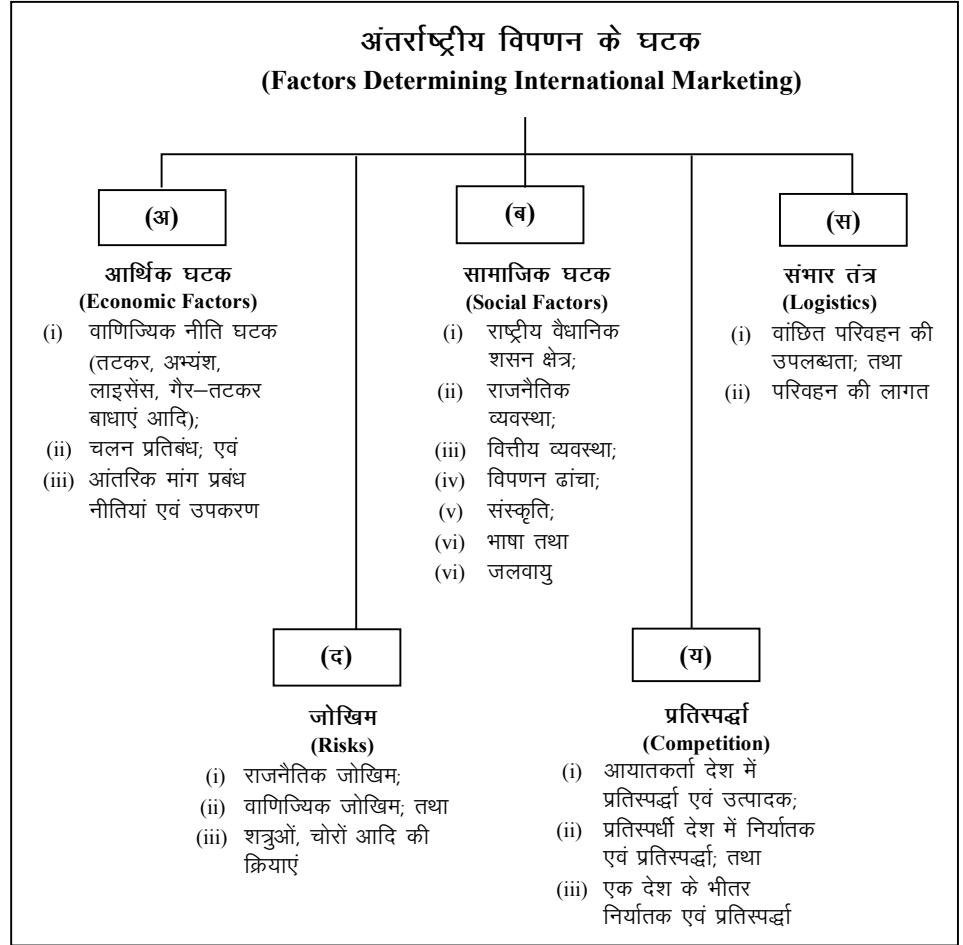 अंतर्राष्ट्रीय विपणन के घटक
(Factors Determining International Marketing)
(अ)
आर्थिक घटक
(Economic Factors)
(i) वाणिज्यिक नीति घटक
(तटकर, अभ्यंश,
लाइसेंस, गैर–तटकर
बाधाएं आदि);
(ii) चलन प्रतिबंध; एवं
(iii) आंतरिक मांग प्रबंध
नीतियां एवं उपकरण
(ब)
सामाजिक घटक
(Social Factors)
(i) राष्ट्रीय वैधानिक
शसन क्षेत्र;
(ii) राजनैतिक
व्यवस्था;
(iii) वित्तीय व्यवस्था;
(iv) विपणन ढांचा;
(v) संस्कृति;
(vi) भाषा तथा
(vi) जलवायु
(स)
संभार तंत्र
(Logistics)
(i) वांछित परिवहन की
उपलब्धता; तथा
(ii) परिवहन की लागत
(द)
जोखिम
(Risks)
(i) राजनैतिक जोखिम;
(ii) वाणिज्यिक जोखिम; तथा
(iii) शत्रुओं, चोरों आदि की
क्रियाएं
(य)
प्रतिस्पर्द्धा
(Competition)
(i) आयातकर्ता देश में
प्रतिस्पर्द्धा एवं उत्पादक;
(ii) प्रतिस्पर्धी देश में निर्यातक
एवं प्रतिस्पर्द्धा; तथा
(iii) एक देश के भीतर
निर्यातक एवं प्रतिस्पर्द्धा